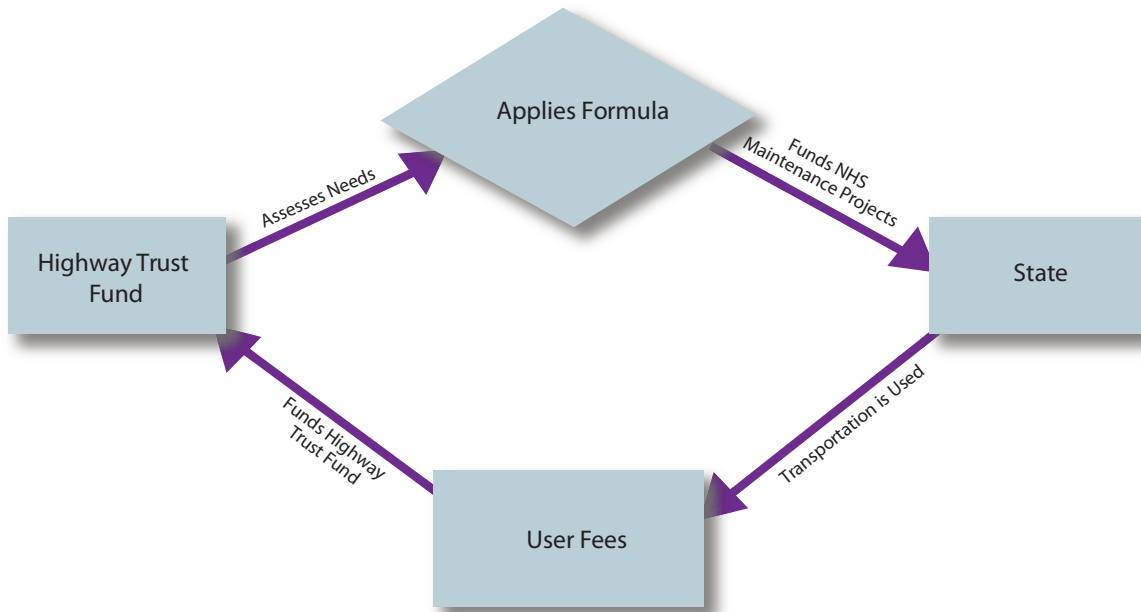 Applies Formula
Assesses Needs
Funds NHS
Maintenance Projects
Highway Trust
Fund
State
Funds Highway
Trust Fund
Transportation is Used
User Fees